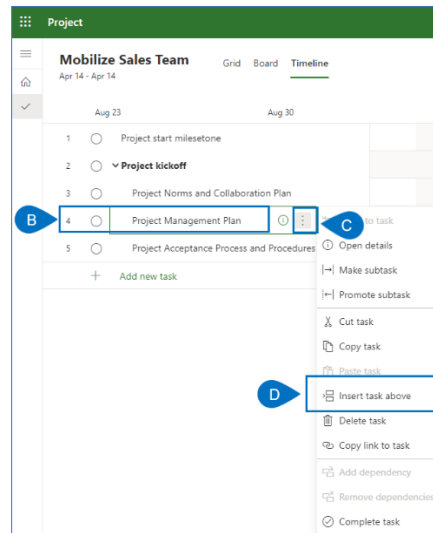 Project
Mobilize Sales Team
Grid Board Timeline
Apr 14 - Apr 14
Aug 23 Aug 30
1 Project start milesetone
2 Project kickoff
3 Project Norms and Collaboration Plan
B 4 Project Management Plan C to task
5 Project Acceptance Process and Procedures
Add new task
Open details
Make subtask
Promote subtask
Cut task
Copy task
Paste task
D Insert task above
Delete task
Copy link to task
Add dependency
Remove dependencies
Complete task